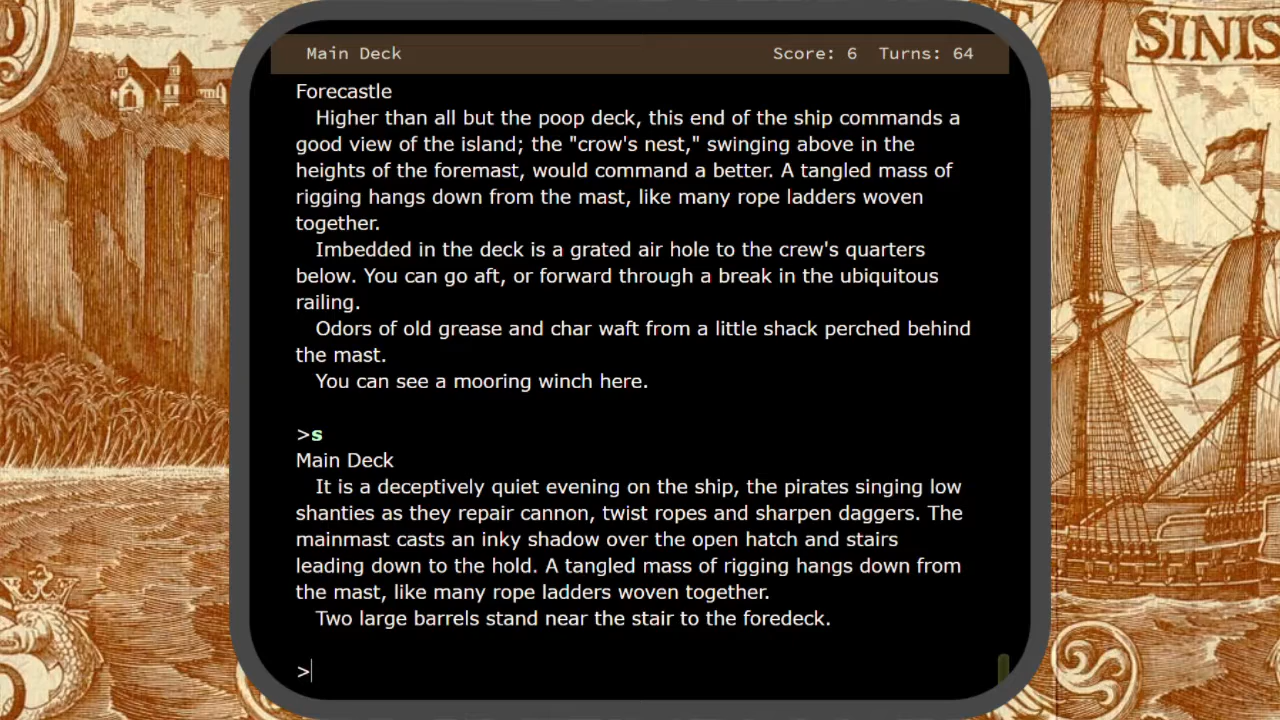 SINIS
Main Deck Score: 6 Turns: 64
Forecastle
Higher than all but the poop deck, this end of the ship commands a
good view of the island; the "crow's nest," swinging above in the
heights of the foremast, would command a better. A tangled mass of
rigging hangs down from the mast, like many rope ladders woven
together.
Imbedded in the deck is a grated air hole to the crew's quarters
below. You can go aft, or forward through a break in the ubiquitous
railing.
Odors of old grease and char waft from a little shack perched behind
the mast.
You can see a mooring winch here.
>s
Main Deck
It is a deceptively quiet evening on the ship, the pirates singing low
shanties as they repair cannon, twist ropes and sharpen daggers. The
mainmast casts an inky shadow over the open hatch and stairs
leading down to the hold. A tangled mass of rigging hangs down from
the mast, like many rope ladders woven together.
Two large barrels stand near the stair to the foredeck.
>